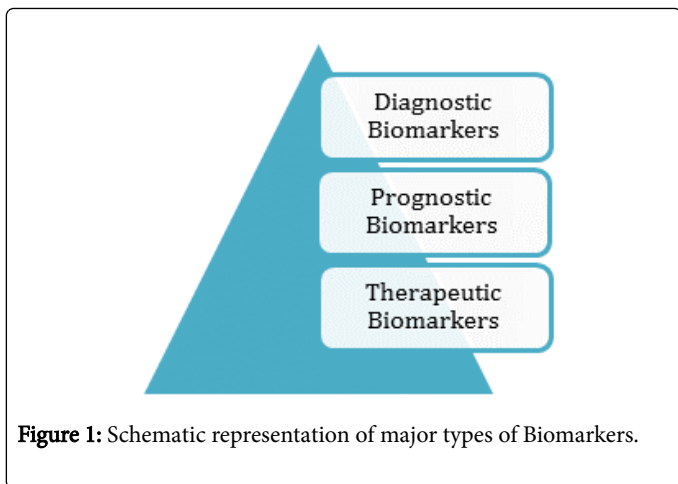 Diagnostic
Biomarkers
Prognostic
Biomarkers
Therapeutic
Biomarkers
Figure 1: Schematic representation of major types of Biomarkers.